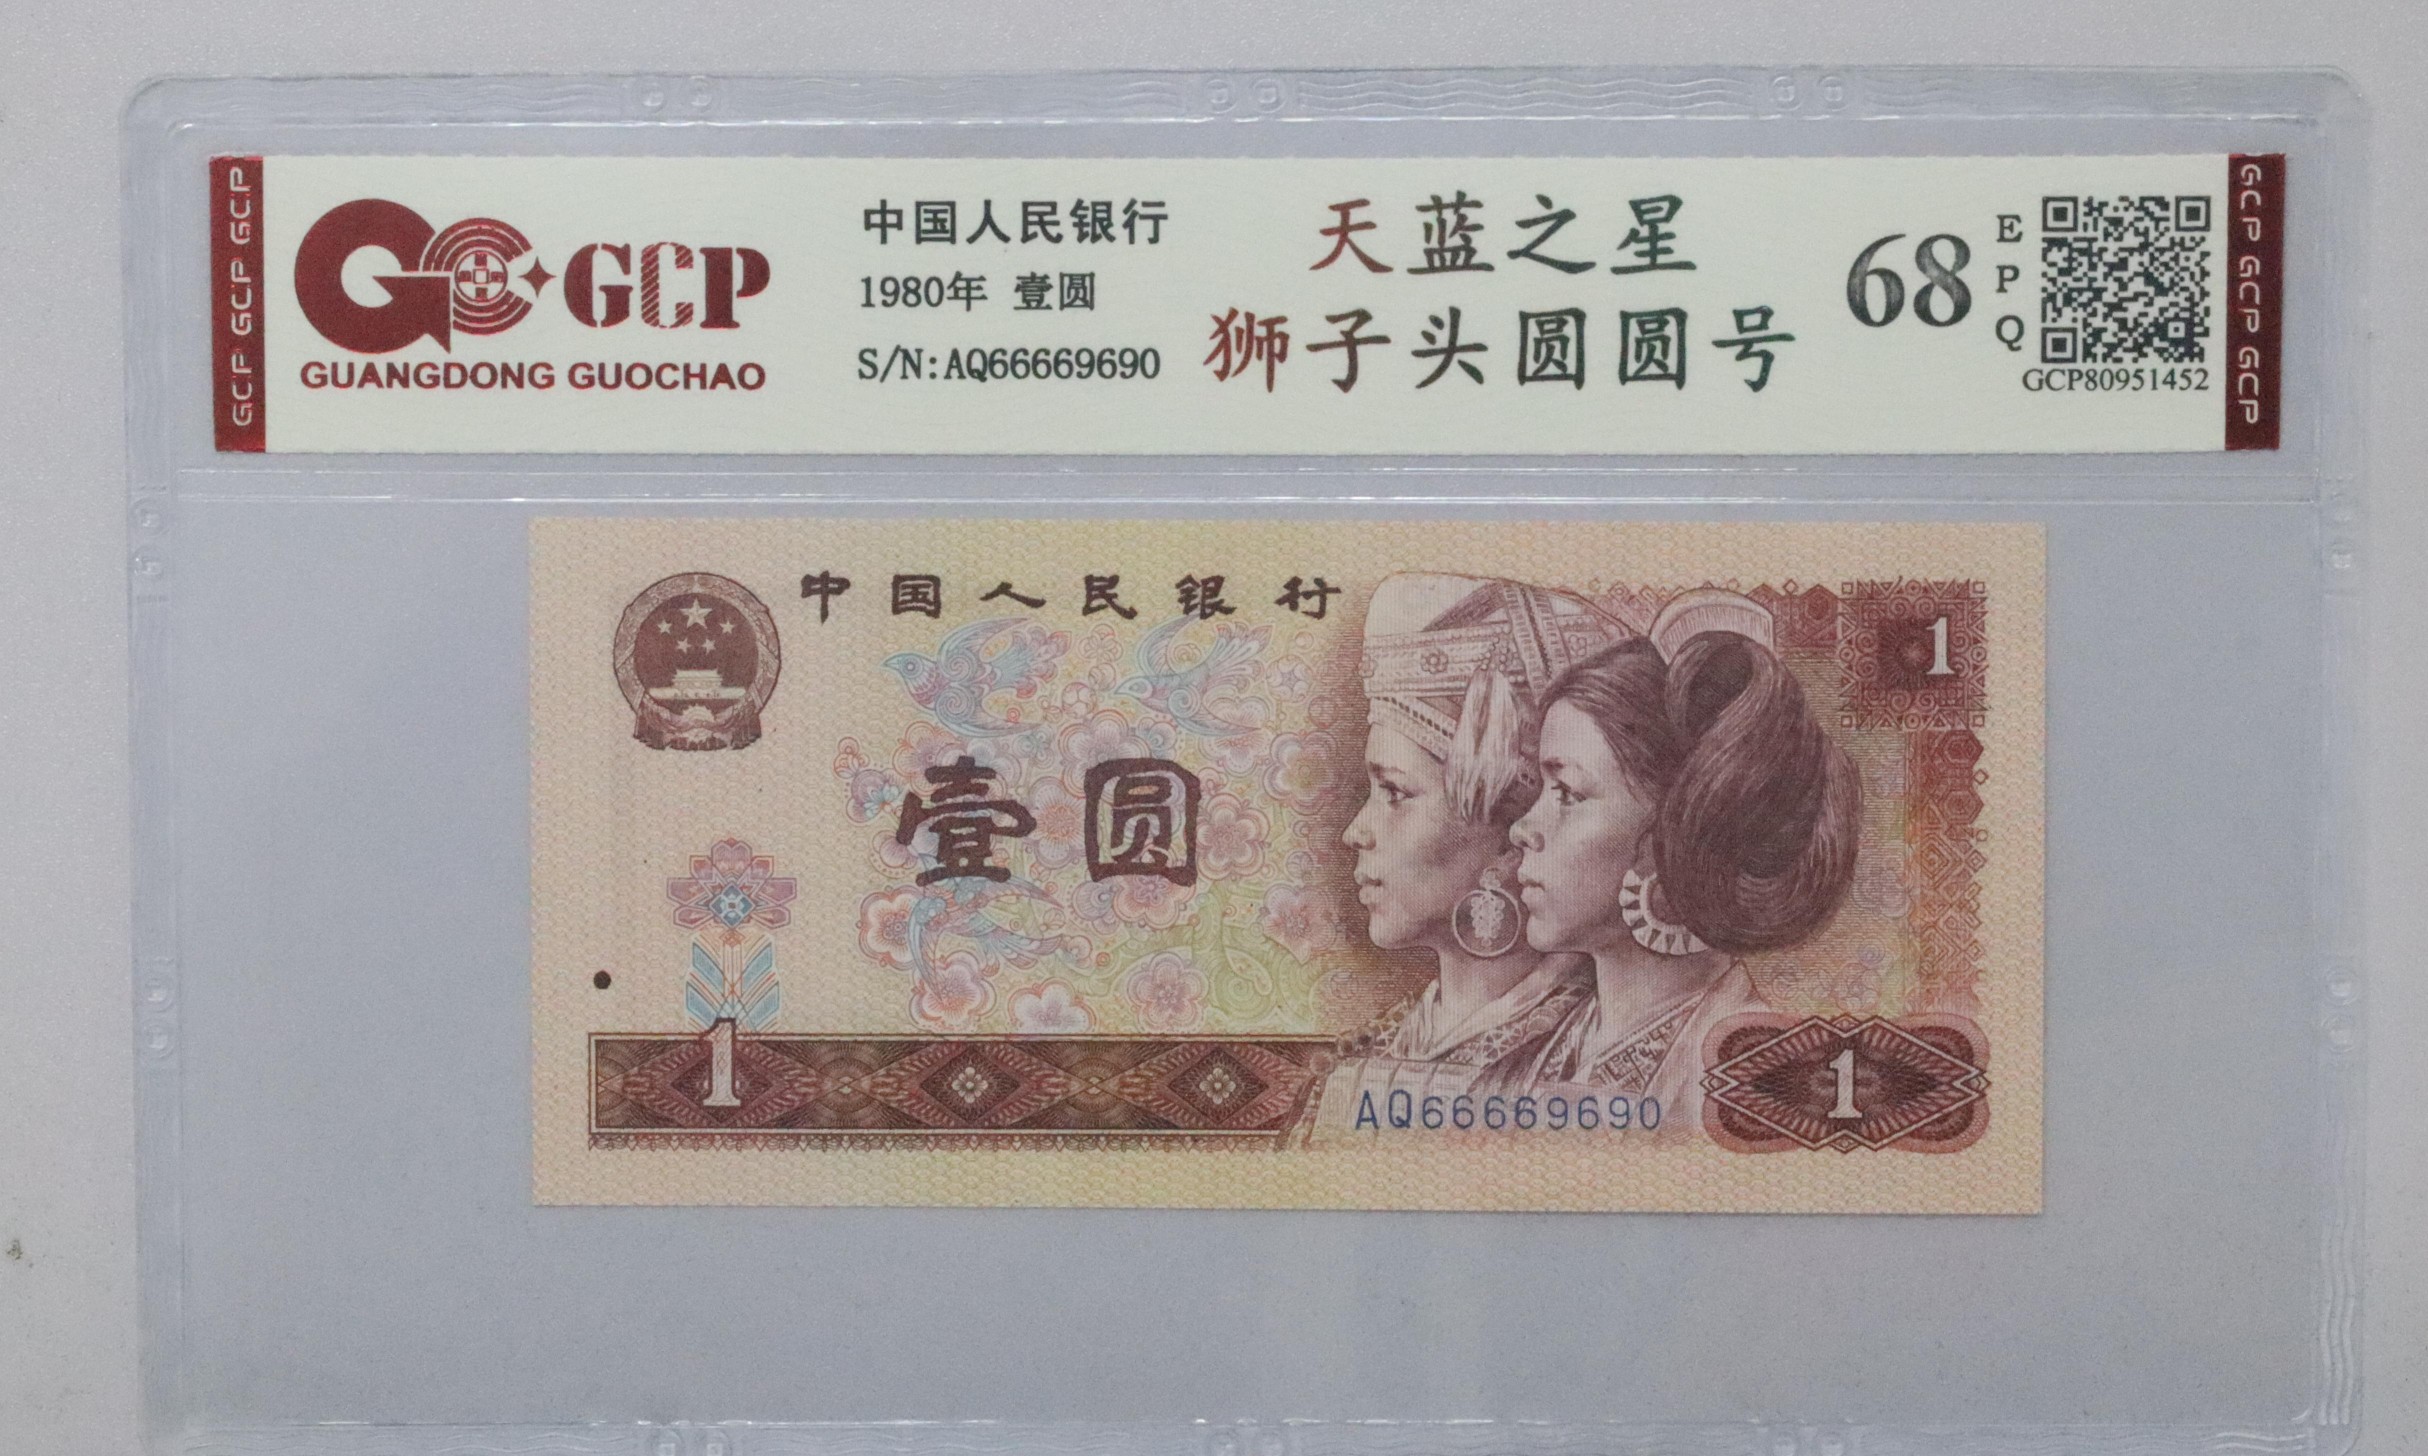 GCP GCP GCP
GCP
GUANGDONG GUOCHAO
中国人民银行
1980年 壹圆
S/N:AQ66669690
天蓝之星
狮子头圆圆号
68
EPQ
GCP80951452
GCP GCP GCP
中国人民银行
1
壹圆
1
AQ66669690
1